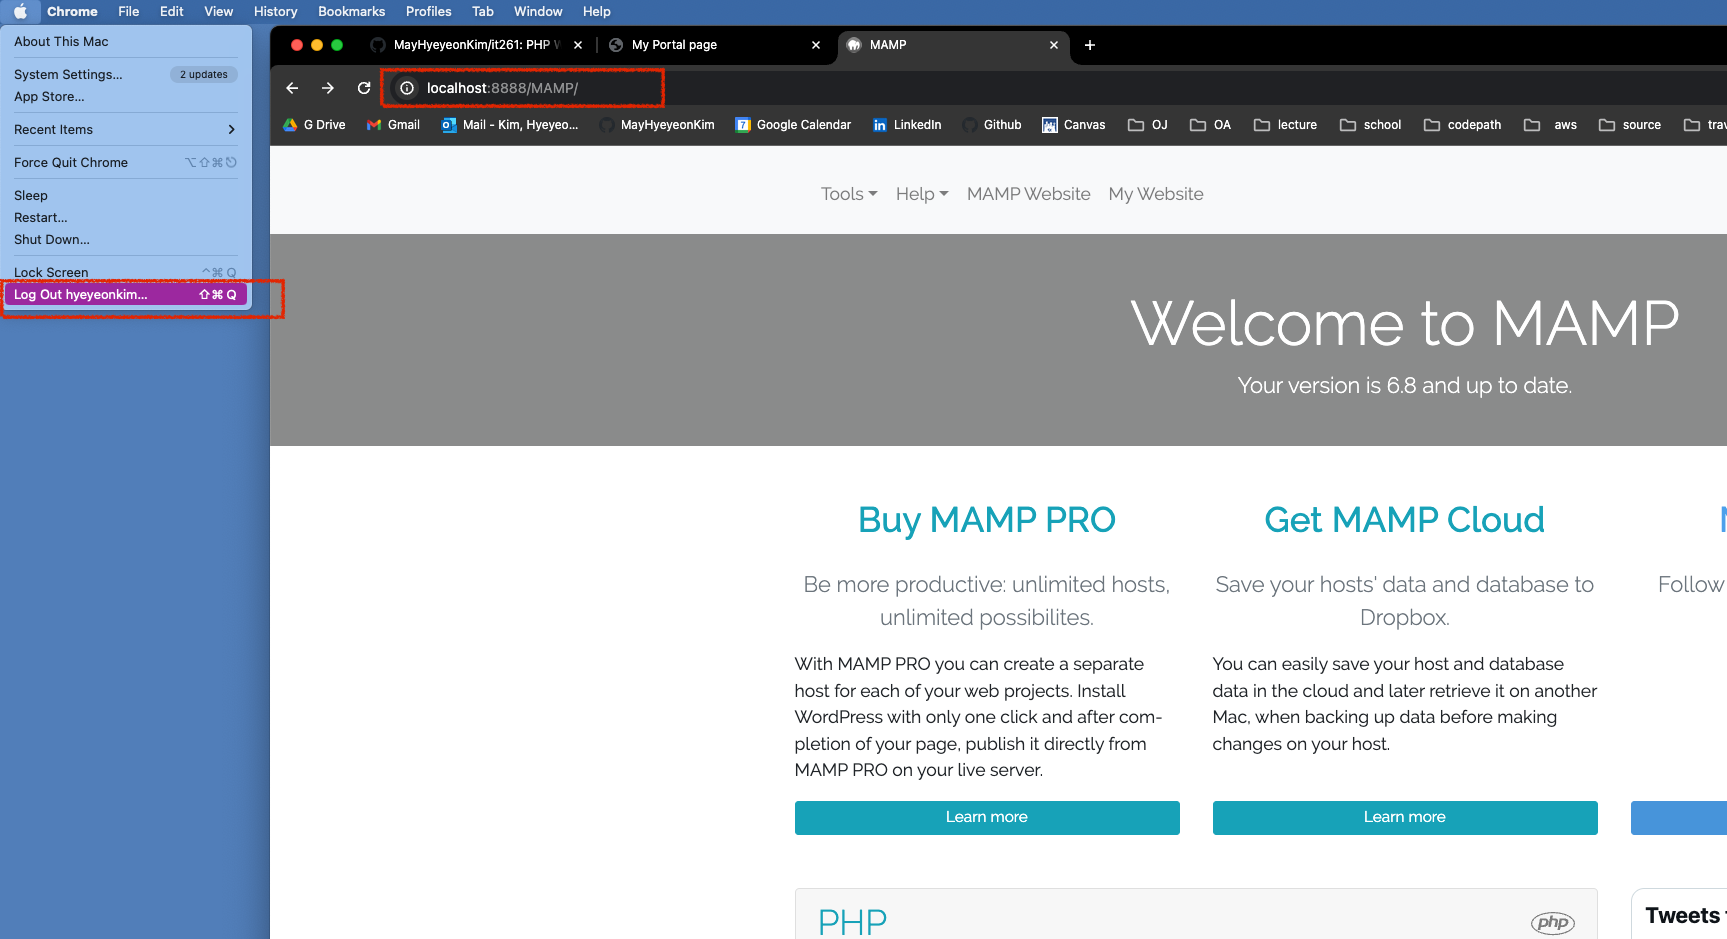 Chrome File Edit View History Bookmarks Profiles Tab Window Help
About This Mac
System Settings... 2 updates
App Store...
Recent Items
Force Quit Chrome ⌥⇧⌘⎋
Sleep
Restart...
Shut Down...
Lock Screen ^⌘Q
Log Out hyeyeonkim... ⇧⌘Q
MayHyeyeonKim/it261: PHP
My Portal page
MAMP
localhost:8888/MAMP/
G Drive Gmail Mail - Kim, Hyeyeo... MayHyeyeonKim Google Calendar LinkedIn Github Canvas OJ OA lecture school codepath aws source
Tools Help MAMP Website My Website
Welcome to MAMP
Your version is 6.8 and up to date.
Buy MAMP PRO
Be more productive: unlimited hosts,
unlimited possibilites.
With MAMP PRO you can create a separate
host for each of your web projects. Install
WordPress with only one click and after com-
pletion of your page, publish it directly from
MAMP PRO on your live server.
Learn more
Get MAMP Cloud
Save your hosts' data and database to
Dropbox.
You can easily save your host and database
data in the cloud and later retrieve it on another
Mac, when backing up data before making
changes on your host.
Learn more
Follow
PHP
php
Tweets